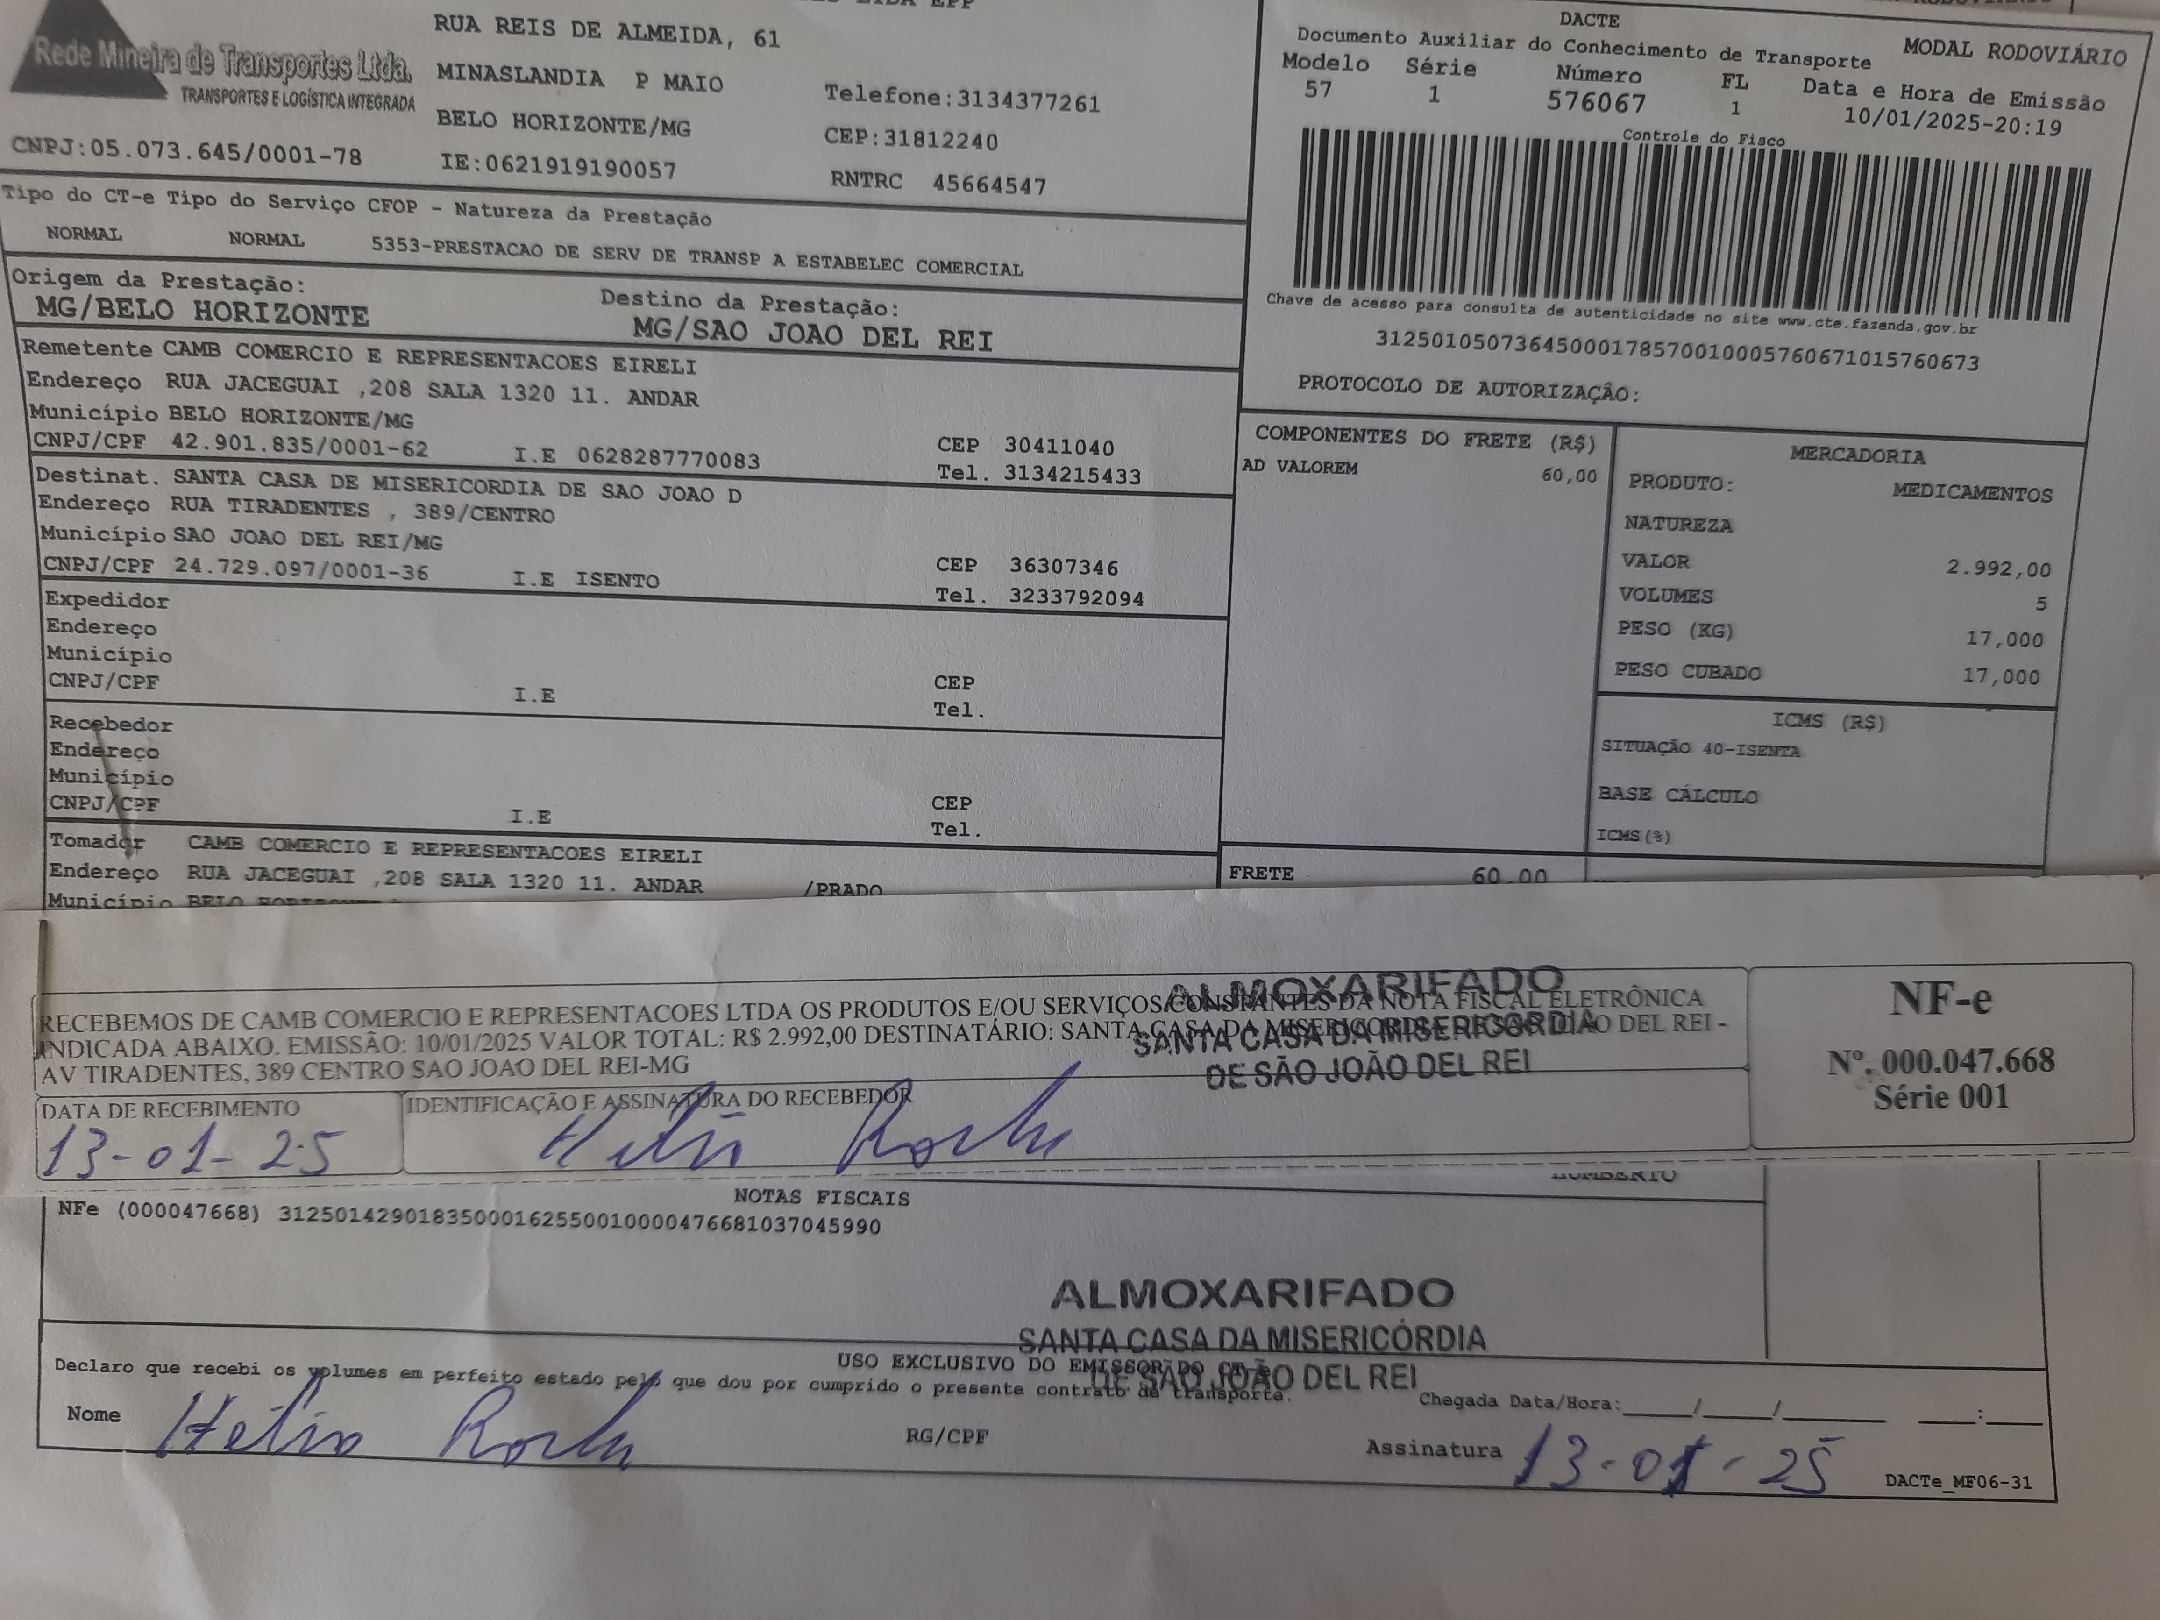 Rede Mineira de Transportes Ltda.
TRANSPORTES E LOGÍSTICA INTEGRADA
CNPJ:05.073.645/0001-78
LTDA EPP
RUA REIS DE ALMEIDA, 61
MINASLANDIA P MAIO
BELO HORIZONTE/MG
IE:0621919190057
Telefone:3134377261
CEP:31812240
RNTRC 45664547
DACTE
Documento Auxiliar do Conhecimento de Transporte
MODAL RODOVIÁRIO
Modelo Série Número FL Data e Hora de Emissão
57 1 576067 1 10/01/2025-20:19
Controle do Fisco
Chave de acesso para consulta de autenticidade no site www.cte.fazenda.gov.br
31250105073645000178570010005760671015760673
PROTOCOLO DE AUTORIZAÇÃO:
Tipo do CT-e Tipo do Serviço CFOP - Natureza da Prestação
NORMAL NORMAL 5353-PRESTACAO DE SERV DE TRANSP A ESTABELEC COMERCIAL
Origem da Prestação: Destino da Prestação:
MG/BELO HORIZONTE MG/SAO JOAO DEL REI
Remetente CAMB COMERCIO E REPRESENTACOES EIRELI
Endereço RUA JACEGUAI ,208 SALA 1320 11. ANDAR
Município BELO HORIZONTE/MG CEP 30411040
CNPJ/CPF 42.901.835/0001-62 I.E 0628287770083 Tel. 3134215433
Destinat. SANTA CASA DE MISERICORDIA DE SAO JOAO D
Endereço RUA TIRADENTES , 389/CENTRO
Município SAO JOAO DEL REI/MG CEP 36307346
CNPJ/CPF 24.729.097/0001-36 I.E ISENTO Tel. 3233792094
Expedidor
Endereço
Município CEP
CNPJ/CPF I.E Tel.
Recebedor
Endereço
Município CEP
CNPJ/CPF I.E Tel.
Tomador CAMB COMERCIO E REPRESENTACOES EIRELI
Endereço RUA JACEGUAI ,208 SALA 1320 11. ANDAR /PRADO
Município BELO
COMPONENTES DO FRETE (R$)
AD VALOREM 60,00
FRETE 60,00
MERCADORIA
PRODUTO: MEDICAMENTOS
NATUREZA
VALOR 2.992,00
VOLUMES 5
PESO (KG) 17,000
PESO CUBADO 17,000
ICMS (R$)
SITUAÇÃO 40-ISENTA
BASE CÁLCULO
ICMS(%)
RECEBEMOS DE CAMB COMERCIO E REPRESENTACOES LTDA OS PRODUTOS E/OU SERVIÇOS CONSTANTES DA NOTA FISCAL ELETRÔNICA
INDICADA ABAIXO. EMISSÃO: 10/01/2025 VALOR TOTAL: R$ 2.992,00 DESTINATÁRIO: SANTA CASA DA MISERICORDIA DE SAO JOAO DEL REI -
AV TIRADENTES, 389 CENTRO SAO JOAO DEL REI-MG
ALMOXARIFADO
SANTA CASA DA MISERICÓRDIA
DE SÃO JOÃO DEL REI
DATA DE RECEBIMENTO IDENTIFICAÇÃO E ASSINATURA DO RECEBEDOR
13-01-25 Hélio Rocha
NF-e
Nº. 000.047.668
Série 001
NOTAS FISCAIS
NFe (000047668) 31250142901835000162550010000476681037045990
ALMOXARIFADO
SANTA CASA DA MISERICÓRDIA
DE SÃO JOÃO DEL REI
USO EXCLUSIVO DO EMISSOR DO CT-E
Declaro que recebi os volumes em perfeito estado pelo que dou por cumprido o presente contrato de transporte.
Chegada Data/Hora:____/____/______ ____:____
Nome Hélio Rocha RG/CPF Assinatura 13-01-25
DACTe_MF06-31